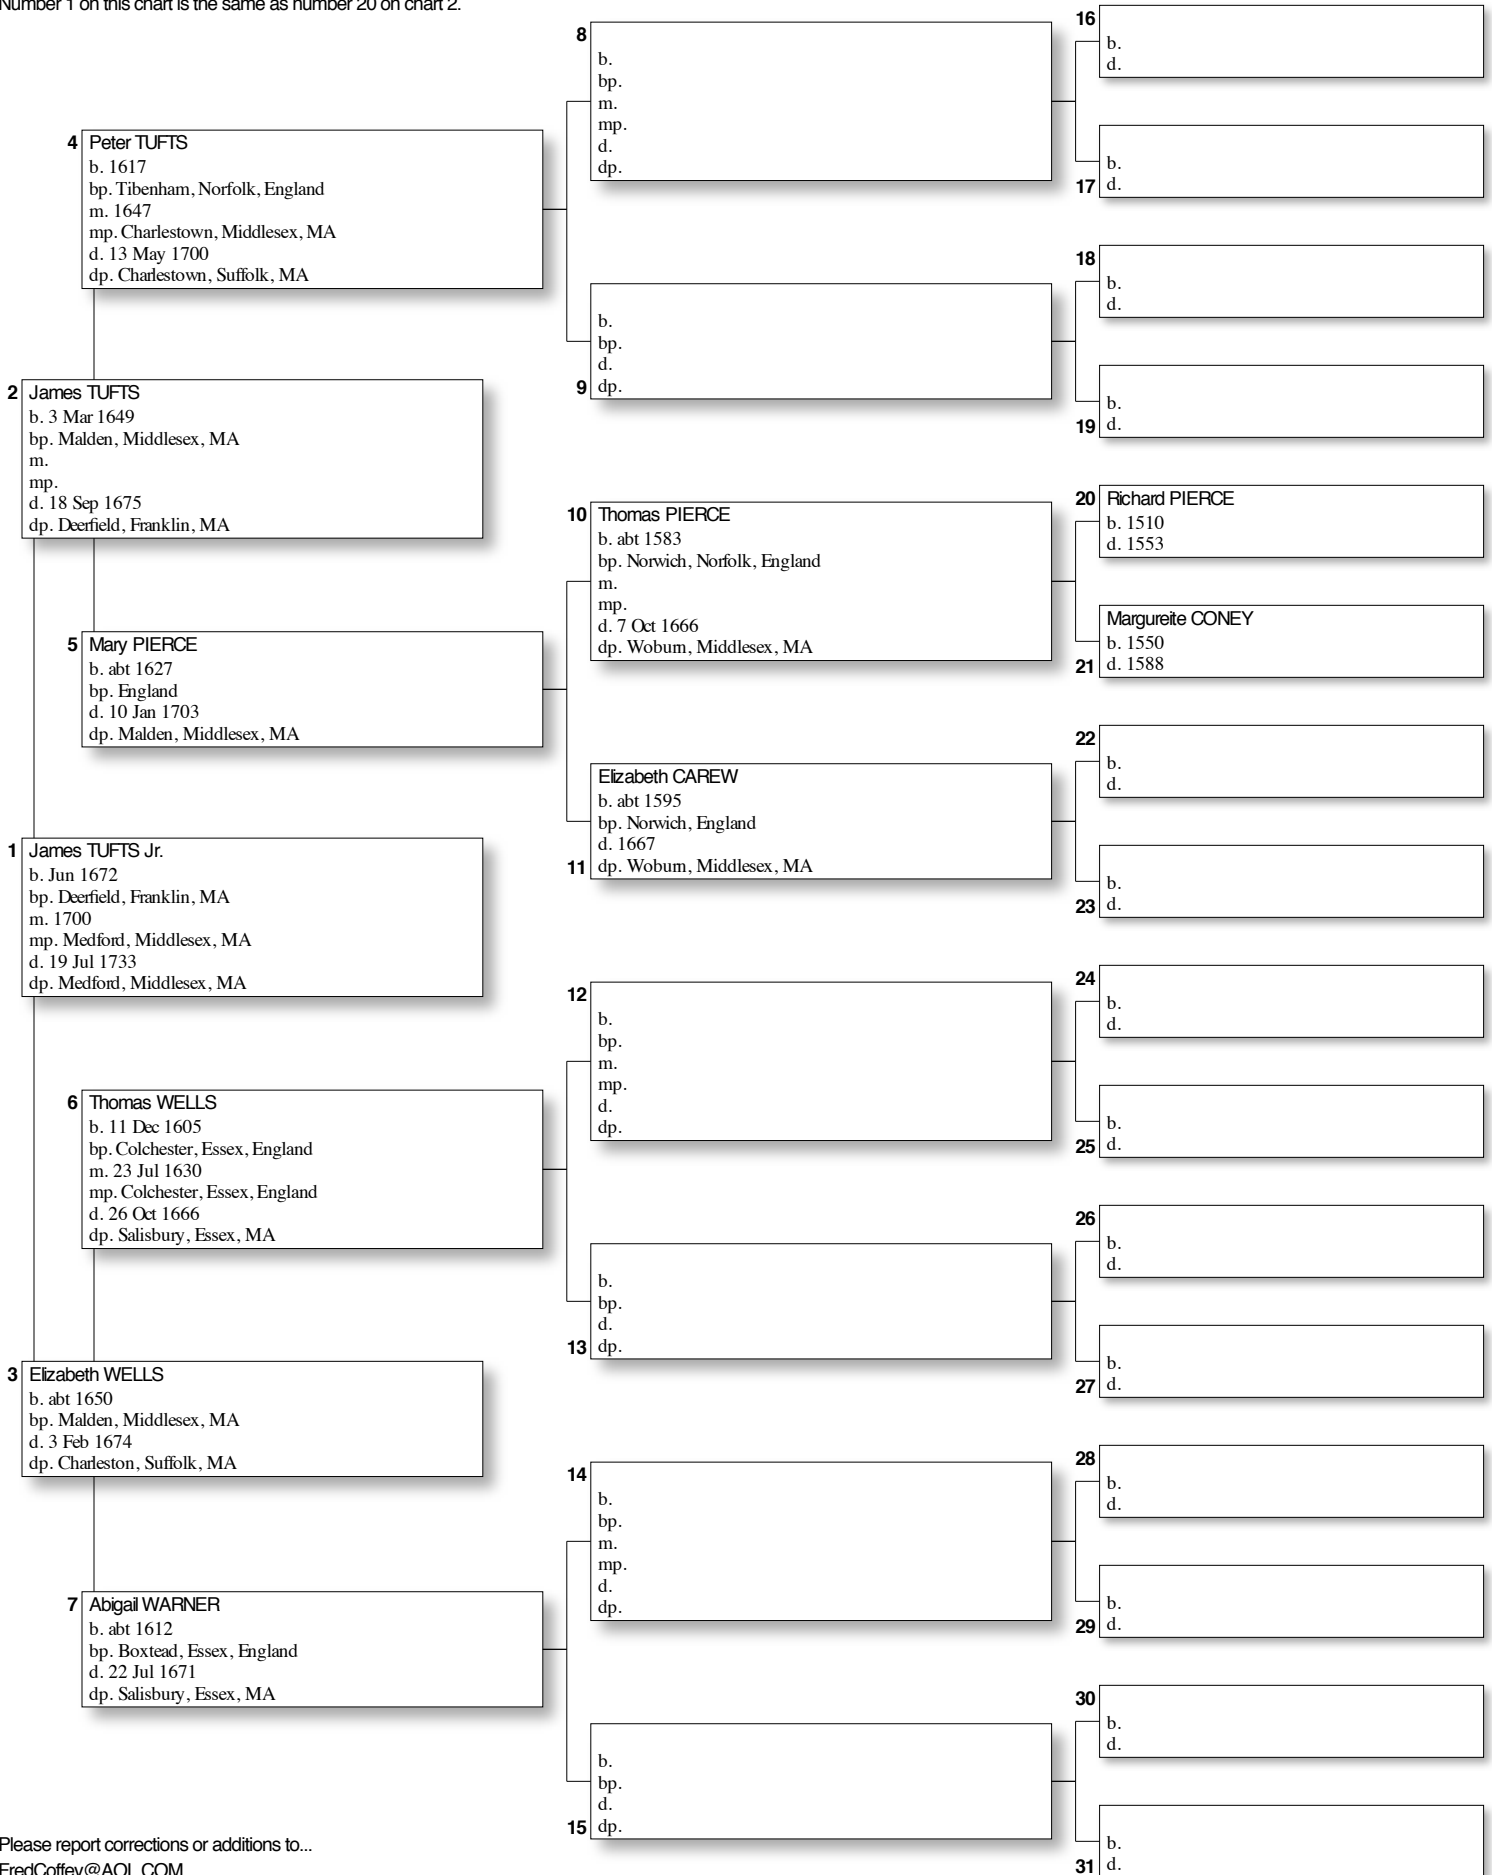 Number 1 on this chart is the same as number 20 on chart 2.
16
b.
d.
8
b.
bp.
m.
mp.
d.
dp.
b.
17 d.
4 Peter TUFTS
b. 1617
bp. Tibenham, Norfolk, England
m. 1647
mp. Charlestown, Middlesex, MA
d. 13 May 1700
dp. Charlestown, Suffolk, MA
18
b.
d.
b.
bp.
d.
9 dp.
b.
19 d.
2 James TUFTS
b. 3 Mar 1649
bp. Malden, Middlesex, MA
m.
mp.
d. 18 Sep 1675
dp. Deerfield, Franklin, MA
20 Richard PIERCE
b. 1510
d. 1553
10 Thomas PIERCE
b. abt 1583
bp. Norwich, Norfolk, England
m.
mp.
d. 7 Oct 1666
dp. Woburn, Middlesex, MA
Margureite CONEY
b. 1550
21 d. 1588
5 Mary PIERCE
b. abt 1627
bp. England
d. 10 Jan 1703
dp. Malden, Middlesex, MA
22
b.
d.
Elizabeth CAREW
b. abt 1595
bp. Norwich, England
d. 1667
11 dp. Woburn, Middlesex, MA
b.
23 d.
1 James TUFTS Jr.
b. Jun 1672
bp. Deerfield, Franklin, MA
m. 1700
mp. Medford, Middlesex, MA
d. 19 Jul 1733
dp. Medford, Middlesex, MA
24
b.
d.
12
b.
bp.
m.
mp.
d.
dp.
b.
25 d.
6 Thomas WELLS
b. 11 Dec 1605
bp. Colchester, Essex, England
m. 23 Jul 1630
mp. Colchester, Essex, England
d. 26 Oct 1666
dp. Salisbury, Essex, MA
26
b.
d.
b.
bp.
d.
13 dp.
b.
27 d.
3 Elizabeth WELLS
b. abt 1650
bp. Malden, Middlesex, MA
d. 3 Feb 1674
dp. Charleston, Suffolk, MA
28
b.
d.
14
b.
bp.
m.
mp.
d.
dp.
b.
29 d.
7 Abigail WARNER
b. abt 1612
bp. Boxtead, Essex, England
d. 22 Jul 1671
dp. Salisbury, Essex, MA
30
b.
d.
b.
bp.
d.
15 dp.
b.
31 d.
Please report corrections or additions to...
FredCoffey@AOL.COM